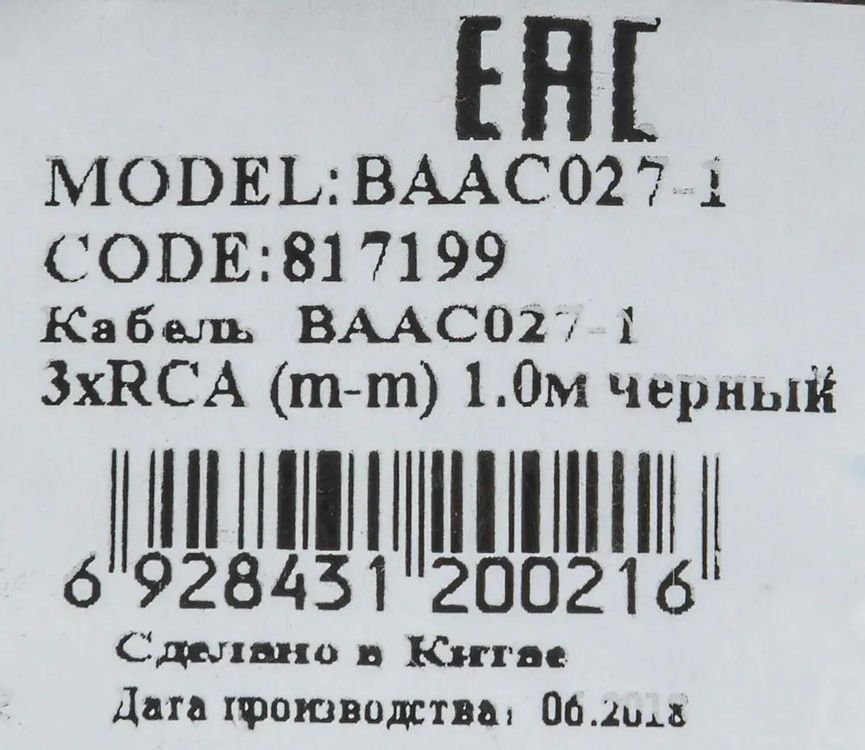 EAC
MODEL:BAAC027-1
CODE:817199
Кабель BAAC027-1
3xRCA (m-m) 1.0м черный
6 928431 200216
Сделано в Китае
Дата производства: 06.2018